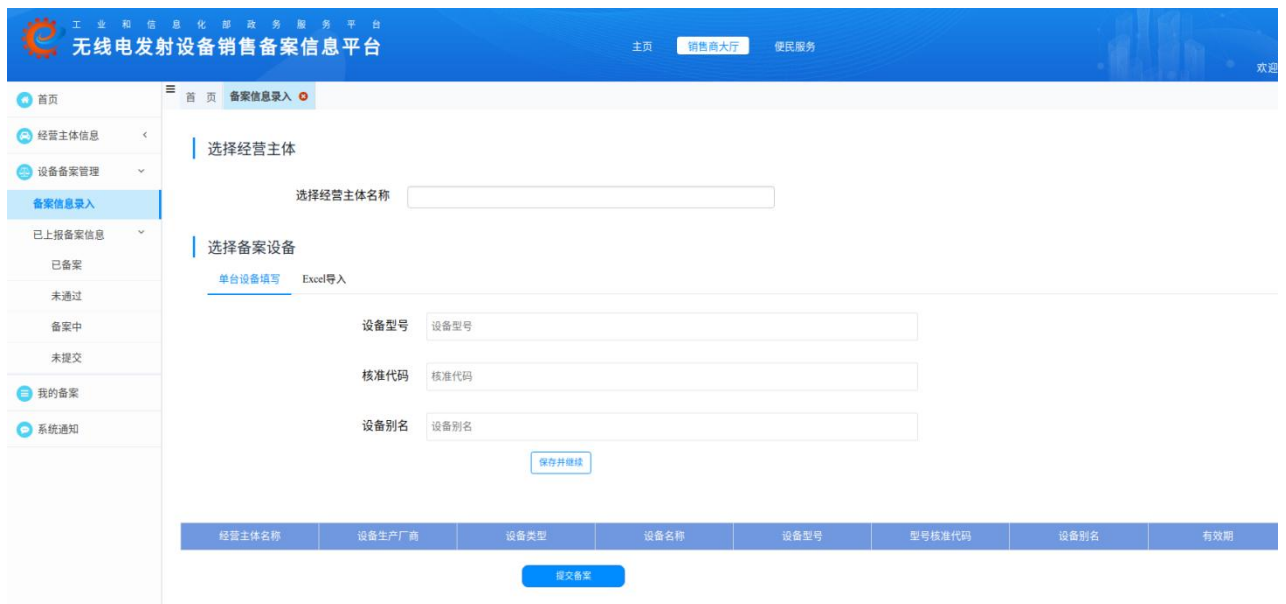 工业和信息化部政务服务平台
无线电发射设备销售备案信息平台
主页 销售商大厅 便民服务
欢迎
首页
首 页 备案信息录入
经营主体信息
设备备案管理
备案信息录入
已上报备案信息
已备案
未通过
备案中
未提交
我的备案
系统通知
选择经营主体
选择经营主体名称
选择备案设备
单台设备填写 Excel导入
设备型号 设备型号
核准代码 核准代码
设备别名 设备别名
保存并继续
经营主体名称 设备生产厂商 设备类型 设备名称 设备型号 型号核准代码 设备别名 有效期
提交备案